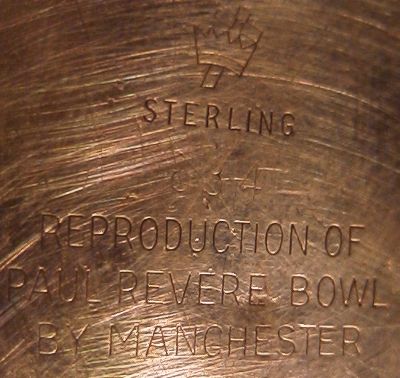 STERLING
REPRODUCTION OF
PAUL REVERE BOWL
BY MANCHESTER